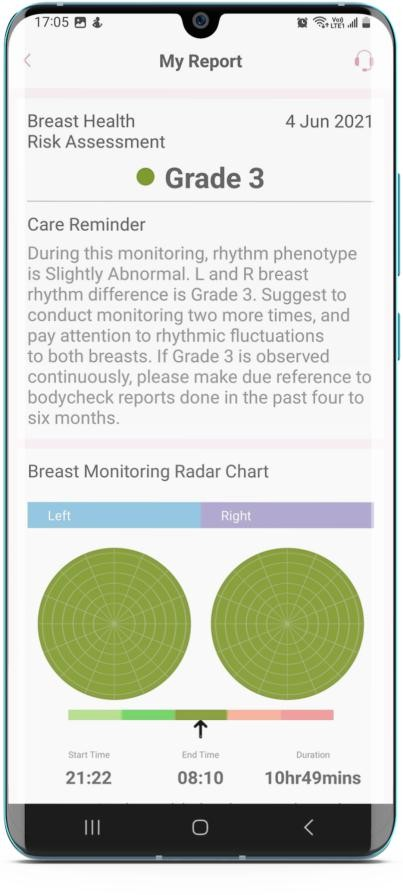 17:05
VoLTE1
My Report
Breast Health
4 Jun 2021
Risk Assessment
Grade 3
Care Reminder
During this monitoring, rhythm phenotype
is Slightly Abnormal. L and R breast
rhythm difference is Grade 3. Suggest to
conduct monitoring two more times, and
pay attention to rhythmic fluctuations
to both breasts. If Grade 3 is observed
continuously, please make due reference to
bodycheck reports done in the past four to
six months.
Breast Monitoring Radar Chart
Left
Right
Start Time
End Time
Duration
21:22
08:10
10hr49mins